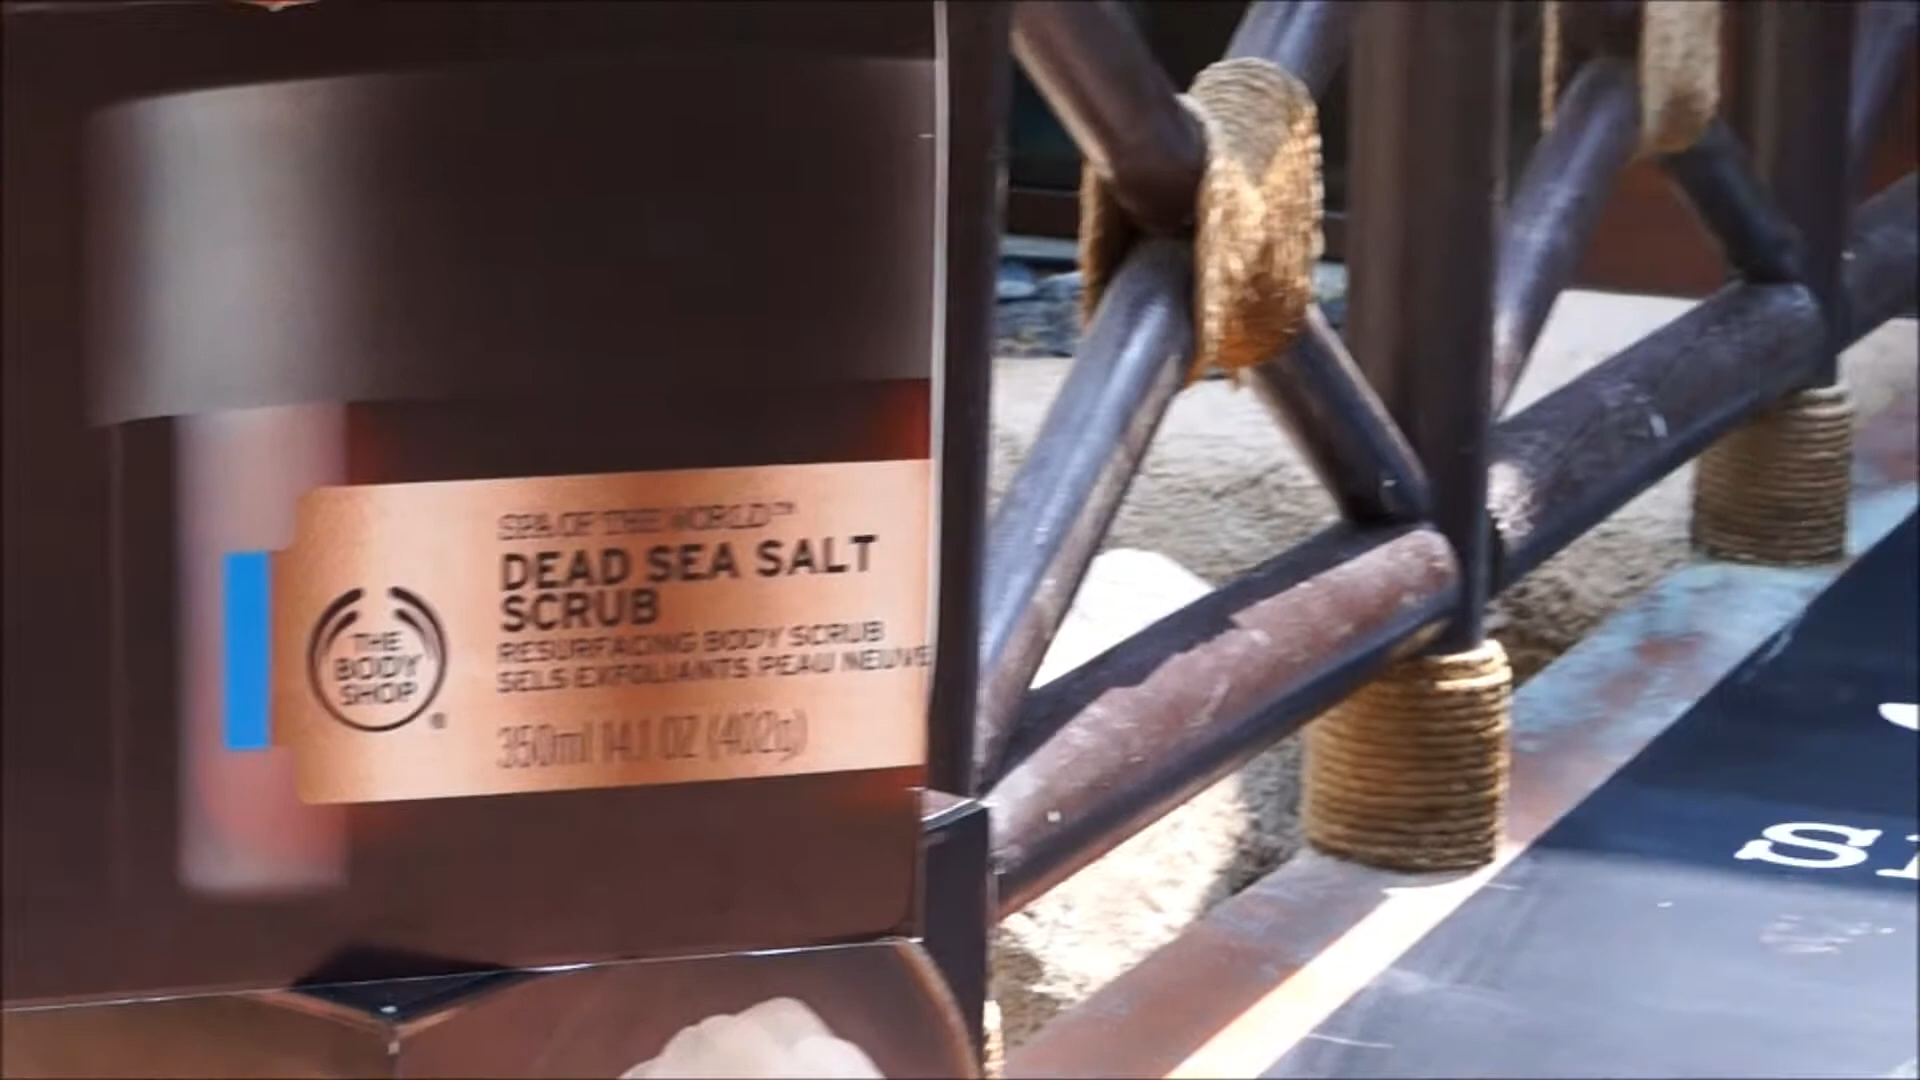 SPA OF THE WORLD™
DEAD SEA SALT
SCRUB
RESURFACING BODY SCRUB
SELS EXFOLIANTS PEAU NEUVE
350ml 14.1 OZ (402g)
THE
BODY
SHOP
®